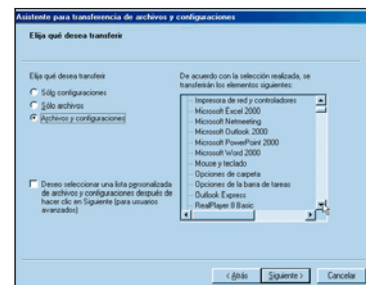 Asistente para transferencia de archivos y configuraciones
Elija qué desea transferir
Elija qué desea transferir
Sólo configuraciones
Sólo archivos
Archivos y configuraciones
Deseo seleccionar una lista personalizada
de archivos y configuraciones después de
hacer clic en Siguiente (para usuarios
avanzados)
De acuerdo con la selección realizada, se
transferirán los elementos siguientes:
Impresora de red y controladores
Microsoft Excel 2000
Microsoft Netmeeting
Microsoft Outlook 2000
Microsoft PowerPoint 2000
Microsoft Word 2000
Mouse y teclado
Opciones de carpeta
Opciones de la barra de tareas
Outlook Express
RealPlayer 8 Basic
< Atrás
Siguiente >
Cancelar